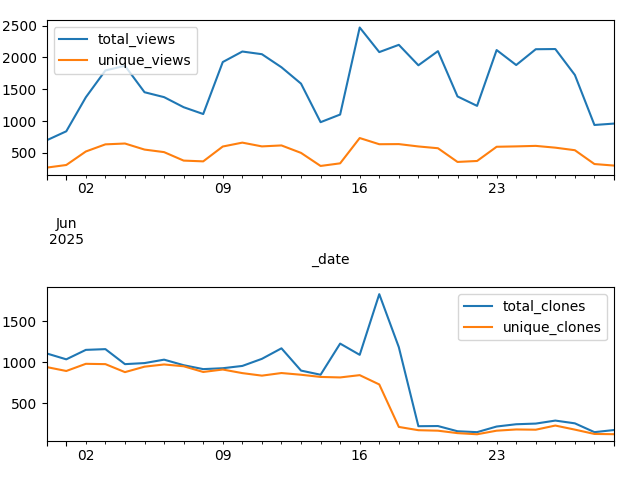 2500
2000
1500
1000
500
total_views
unique_views
02
09
16
23
Jun
2025
_date
1500
1000
500
total_clones
unique_clones
02
09
16
23